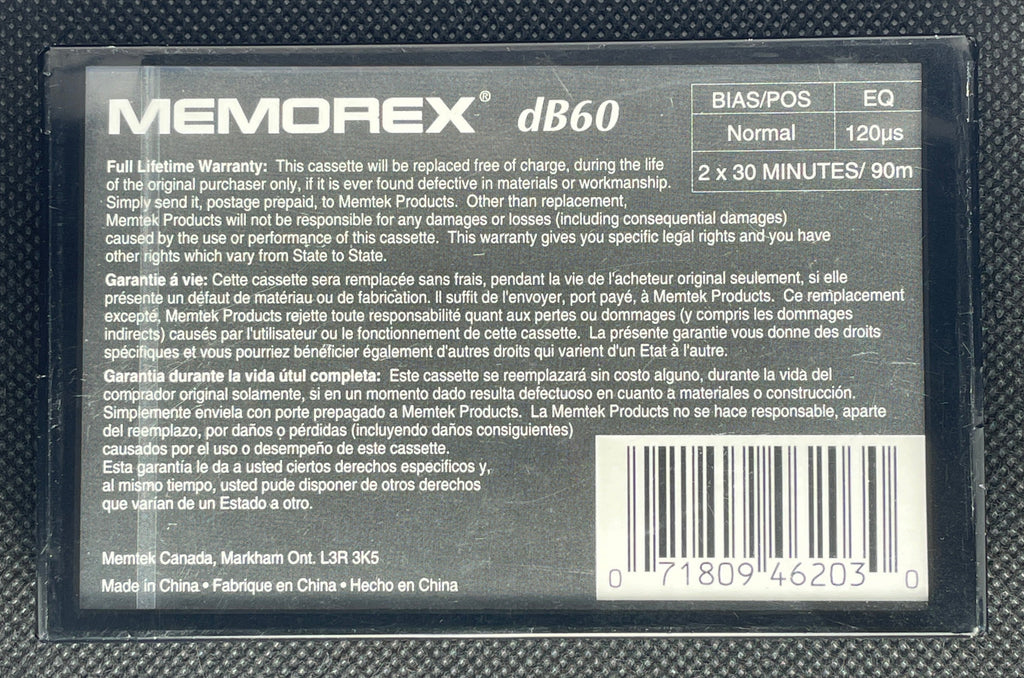 MEMOREX® dB60
BIAS/POS EQ
Normal 120µs
2 x 30 MINUTES/ 90m
Full Lifetime Warranty: This cassette will be replaced free of charge, during the life
of the original purchaser only, if it is ever found defective in materials or workmanship.
Simply send it, postage prepaid, to Memtek Products. Other than replacement,
Memtek Products will not be responsible for any damages or losses (including consequential damages)
caused by the use or performance of this cassette. This warranty gives you specific legal rights and you have
other rights which vary from State to State.
Garantie á vie: Cette cassette sera remplacée sans frais, pendant la vie de l'acheteur original seulement, si elle
présente un défaut de matériau ou de fabrication. Il suffit de l'envoyer, port payé, à Memtek Products. Ce remplacement
excepté, Memtek Products rejette toute responsabilité quant aux pertes ou dommages (y compris les dommages
indirects) causés par l'utilisateur ou le fonctionnement de cette cassette. La présente garantie vous donne des droits
spécifiques et vous pourriez bénéficier également d'autres droits qui varient d'un Etat à l'autre.
Garantia durante la vida útul completa: Este cassette se reemplazará sin costo alguno, durante la vida del
comprador original solamente, si en un momento dado resulta defectuoso en cuanto a materiales o construcción.
Simplemente enviela con porte prepagado a Memtek Products. La Memtek Products no se hace responsable, aparte
del reemplazo, por daños o pérdidas (incluyendo daños consiguientes)
causados por el uso o desempeño de este cassette.
Esta garantía le da a usted ciertos derechos especificos y,
al mismo tiempo, usted pude disponer de otros derechos
que varían de un Estado a otro.
Memtek Canada, Markham Ont. L3R 3K5
Made in China • Fabrique en China • Hecho en China
0 71809 46203 0